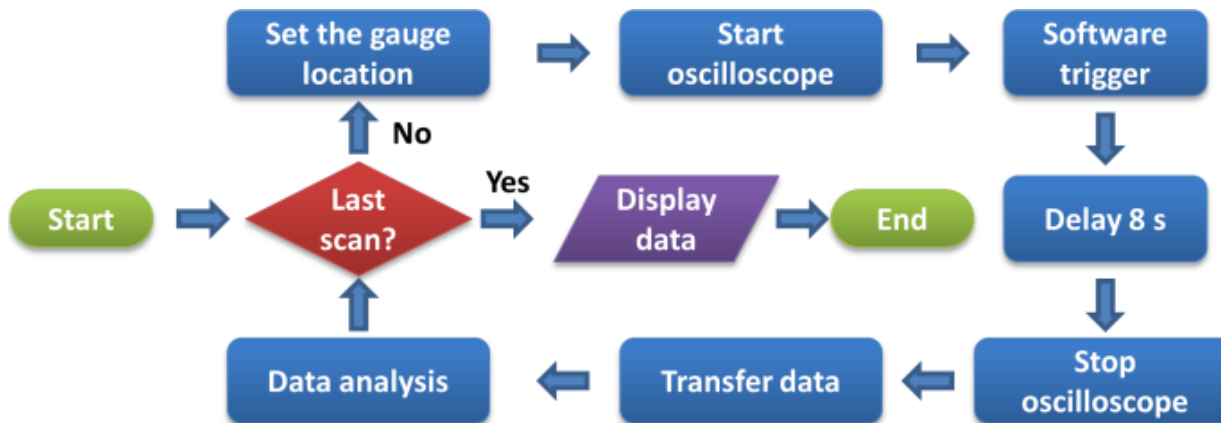 Set the gauge
location
Start
oscilloscope
Software
trigger
No
Start
Last
scan?
Yes
Display
data
End
Delay 8 s
Data analysis
Transfer data
Stop
oscilloscope